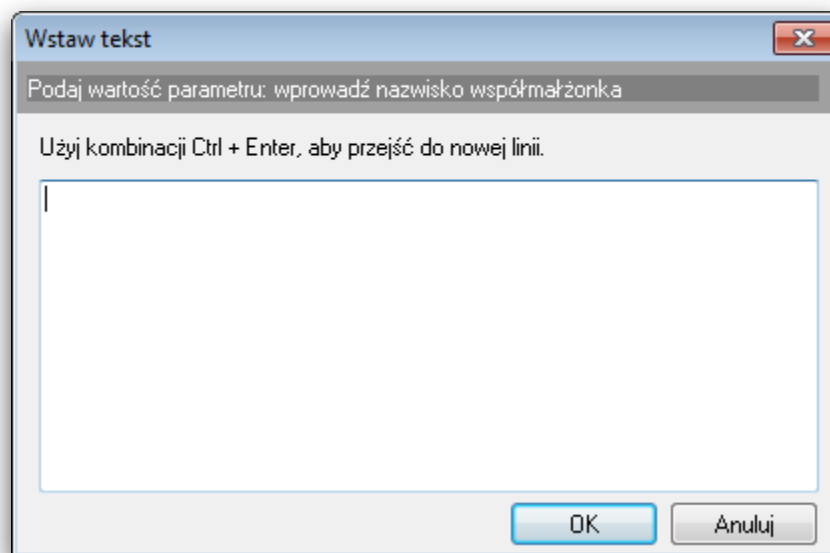 Wstaw tekst
Podaj wartość parametru: wprowadź nazwisko współmałżonka
Użyj kombinacji Ctrl + Enter, aby przejść do nowej linii.
OK
Anuluj